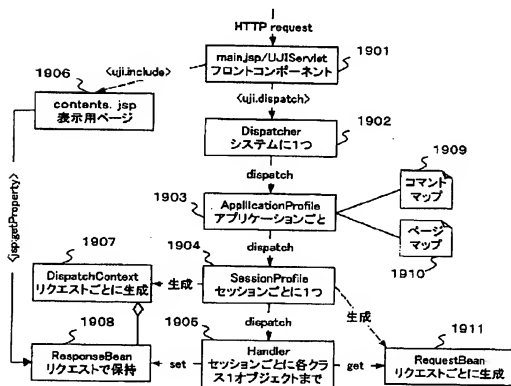 HTTP request
1901
main.jsp/UJIServlet
フロントコンポーネント
1906
<uji.include>
contents. jsp
表示用ページ
<uji.dispatch>
1902
Dispatcher
システムに1つ
dispatch
1903
ApplicationProfile
アプリケーションごと
1909
コマンド
マップ
ページ
マップ
1910
<jsp:getProperty>
dispatch
1907
1904
DispatchContext
リクエストごとに生成
生成
SessionProfile
セッションごとに1つ
dispatch
生成
1908
1905
1911
ResponseBean
リクエストで保持
set
Handler
セッションごとに各クラ
ス1オブジェクトまで
get
RequestBean
リクエストごとに生成